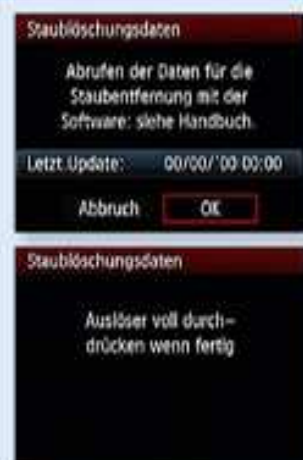 Staublöschungsdaten
Abrufen der Daten für die
Staubentfernung mit der
Software: siehe Handbuch.
Letzt.Update: 00/00/'00 00:00
Abbruch OK
Staublöschungsdaten
Auslöser voll durch-
drücken wenn fertig